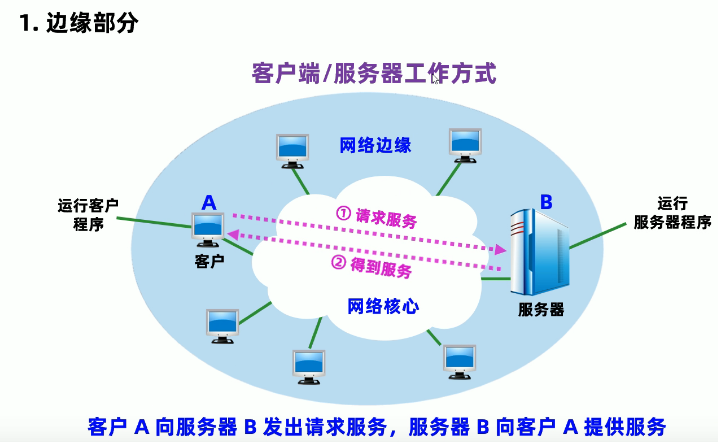 1. 边缘部分
客户端/服务器工作方式
网络边缘
A
B
运行客户
程序
运行
服务器程序
① 请求服务
② 得到服务
客户
网络核心
服务器
客户 A 向服务器 B 发出请求服务，服务器 B 向客户 A 提供服务